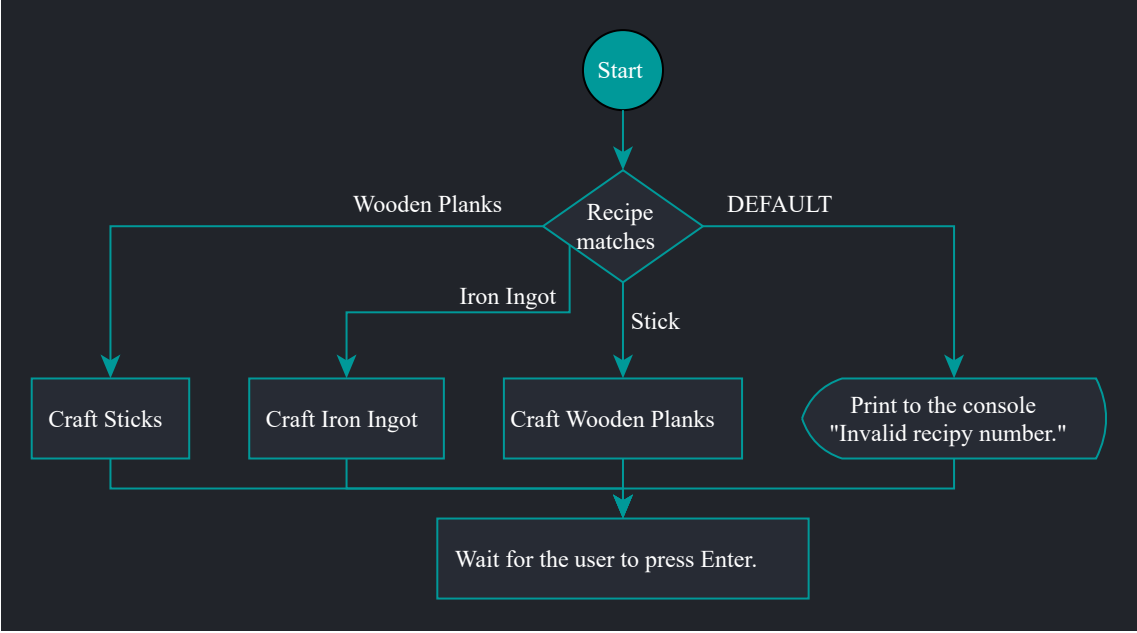 Start
Wooden Planks
Recipe
matches
DEFAULT
Iron Ingot
Stick
Craft Sticks
Craft Iron Ingot
Craft Wooden Planks
Print to the console
"Invalid recipy number."
Wait for the user to press Enter.